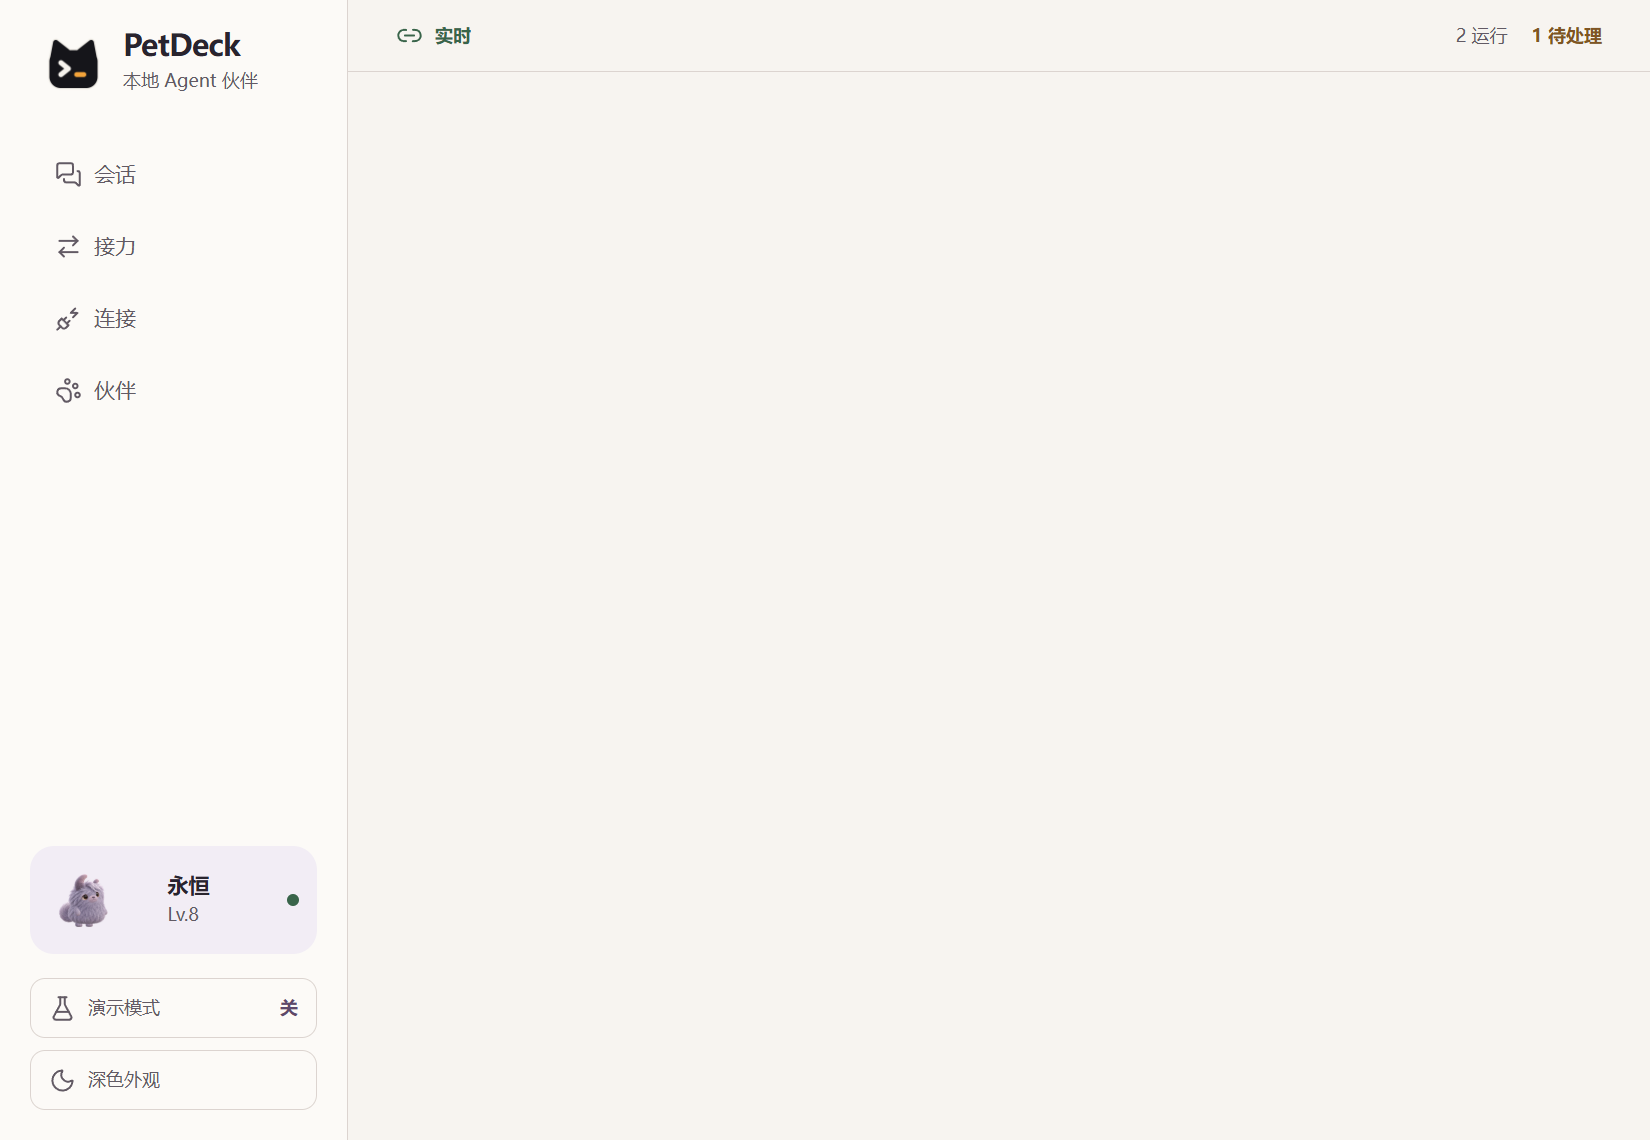 PetDeck
本地 Agent 伙伴
会话
接力
连接
伙伴
永恒
Lv.8
演示模式 关
深色外观
实时
2 运行 1 待处理